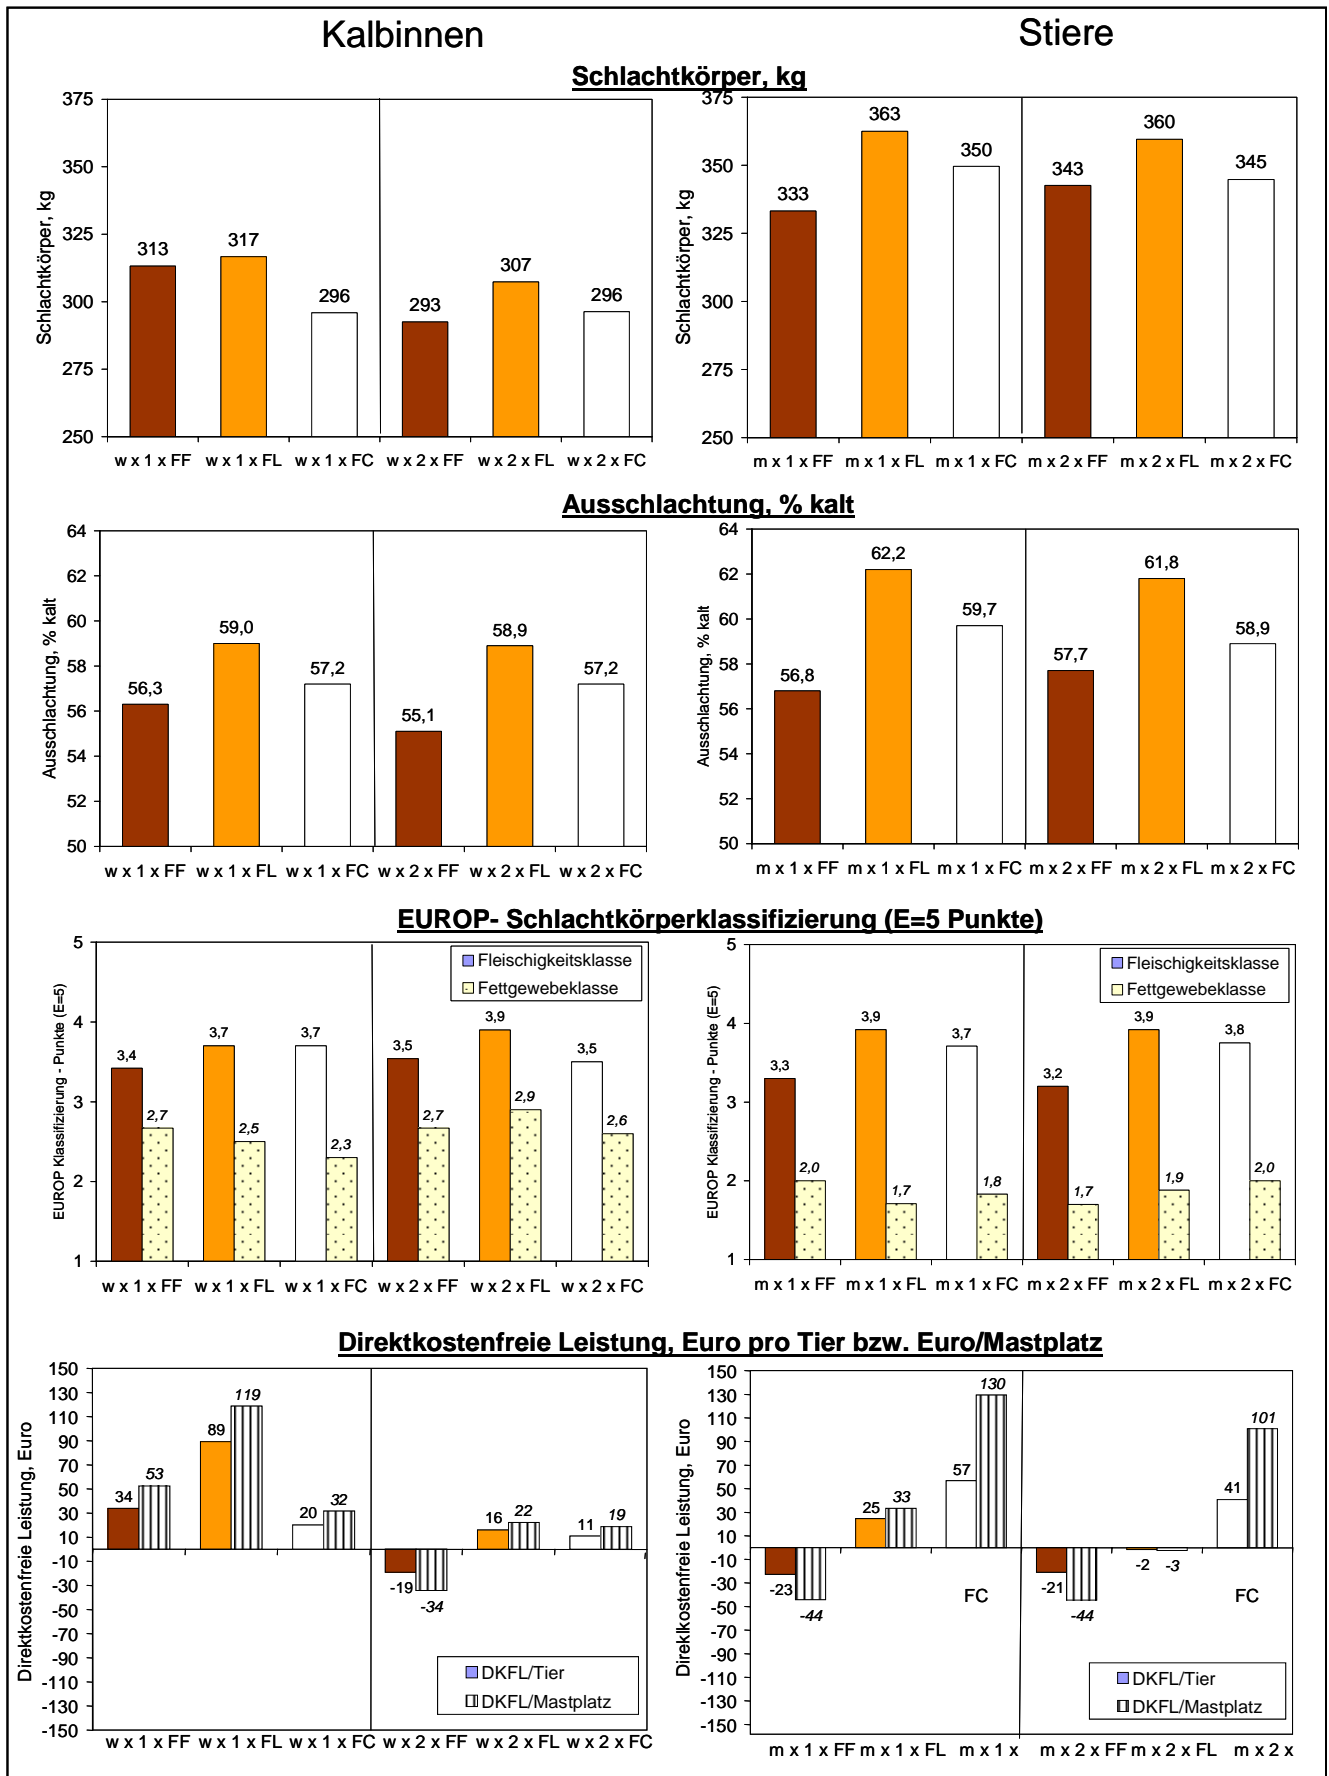 Kalbinnen
Stiere
Schlachtkörper, kg
375
350
325
300
275
250
Schlachtkörper, kg
313
317
296
293
307
296
w x 1 x FF
w x 1 x FL
w x 1 x FC
w x 2 x FF
w x 2 x FL
w x 2 x FC
375
350
325
300
275
250
Schlachtkörper, kg
333
363
350
343
360
345
m x 1 x FF
m x 1 x FL
m x 1 x FC
m x 2 x FF
m x 2 x FL
m x 2 x FC
Ausschlachtung, % kalt
64
62
60
58
56
54
52
50
Ausschlachtung, % kalt
56,3
59,0
57,2
55,1
58,9
57,2
w x 1 x FF
w x 1 x FL
w x 1 x FC
w x 2 x FF
w x 2 x FL
w x 2 x FC
64
62
60
58
56
54
52
50
Ausschlachtung, % kalt
56,8
62,2
59,7
57,7
61,8
58,9
m x 1 x FF
m x 1 x FL
m x 1 x FC
m x 2 x FF
m x 2 x FL
m x 2 x FC
EUROP- Schlachtkörperklassifizierung (E=5 Punkte)
5
4
3
2
1
EUROP Klassifizierung - Punkte (E=5)
Fleischigkeitsklasse
Fettgewebeklasse
3,4
2,7
3,7
2,5
3,7
2,3
3,5
2,7
3,9
2,9
3,5
2,6
w x 1 x FF
w x 1 x FL
w x 1 x FC
w x 2 x FF
w x 2 x FL
w x 2 x FC
5
4
3
2
1
EUROP Klassifizierung - Punkte (E=5)
Fleischigkeitsklasse
Fettgewebeklasse
3,3
2,0
3,9
1,7
3,7
1,8
3,2
1,7
3,9
1,9
3,8
2,0
m x 1 x FF
m x 1 x FL
m x 1 x FC
m x 2 x FF
m x 2 x FL
m x 2 x FC
Direktkostenfreie Leistung, Euro pro Tier bzw. Euro/Mastplatz
150
130
110
90
70
50
30
10
-10
-30
-50
-70
-90
-110
-130
-150
Direktkostenfreie Leistung, Euro
34
53
89
119
20
32
-19
-34
16
22
11
19
DKFL/Tier
DKFL/Mastplatz
w x 1 x FF
w x 1 x FL
w x 1 x FC
w x 2 x FF
w x 2 x FL
w x 2 x FC
150
130
110
90
70
50
30
10
-10
-30
-50
-70
-90
-110
-130
-150
Direklkostenfreie Leistung, Euro
-23
-44
25
33
57
130
-21
-44
-2
-3
41
101
FC
FC
DKFL/Tier
DKFL/Mastplatz
m x 1 x FF
m x 1 x FL
m x 1 x
m x 2 x FF
m x 2 x FL
m x 2 x